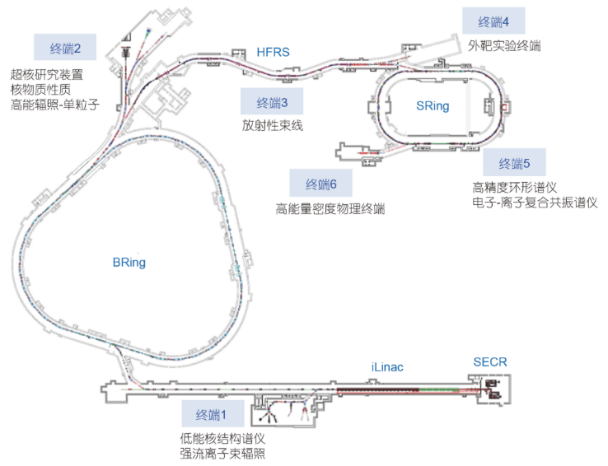 终端2
超核研究装置
核物质性质
高能辐照-单粒子
HFRS
终端4
外靶实验终端
终端3
放射性束线
SRing
终端6
高能量密度物理终端
终端5
高精度环形谱仪
电子-离子复合共振谱仪
BRing
iLinac
SECR
终端1
低能核结构谱仪
强流离子束辐照